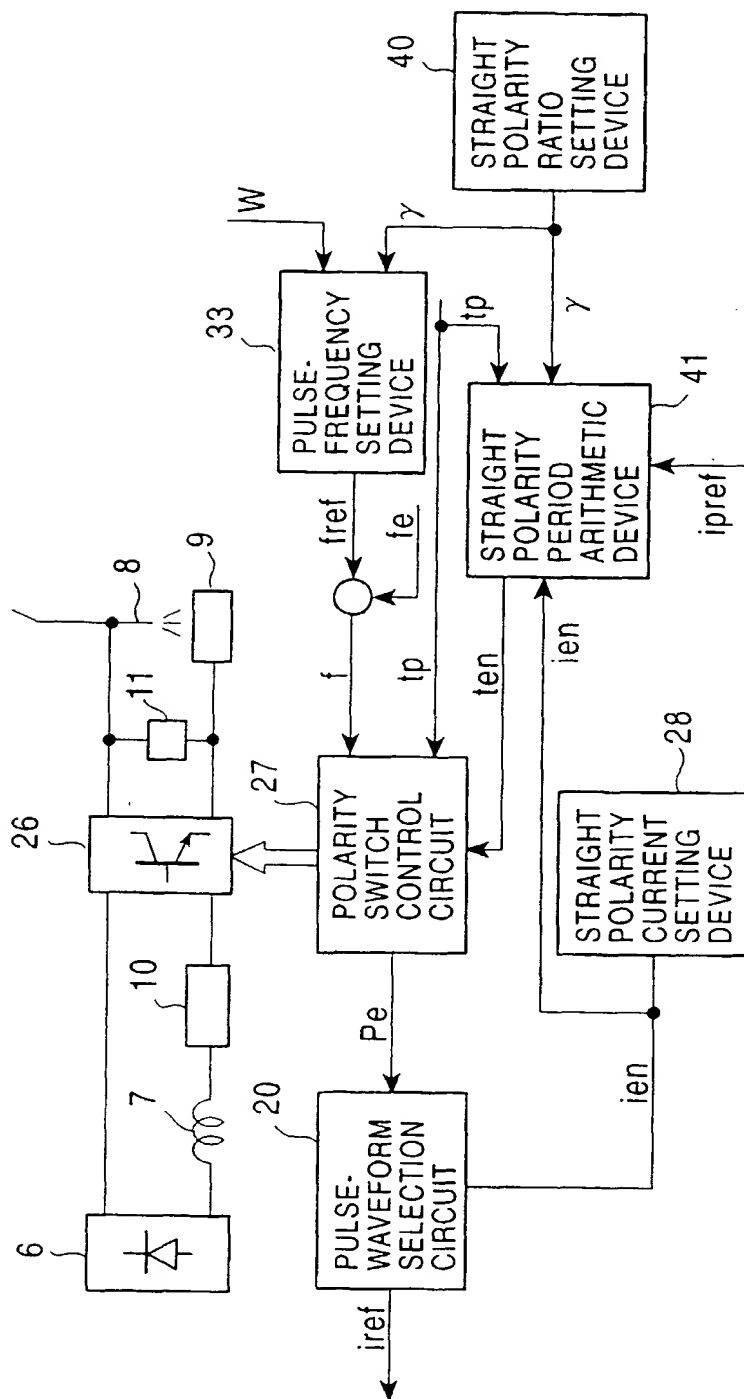 6
7
10
26
11
8
9
20
PULSE-
WAVEFORM
SELECTION
CIRCUIT
iref
Pe
27
POLARITY
SWITCH
CONTROL
CIRCUIT
f
fref
fe
tp
33
PULSE-
FREQUENCY
SETTING
DEVICE
W
γ
tp
ten
ien
ien
28
STRAIGHT
POLARITY
CURRENT
SETTING
DEVICE
STRAIGHT
POLARITY
PERIOD
ARITHMETIC
DEVICE
41
ipref
γ
40
STRAIGHT
POLARITY
RATIO
SETTING
DEVICE